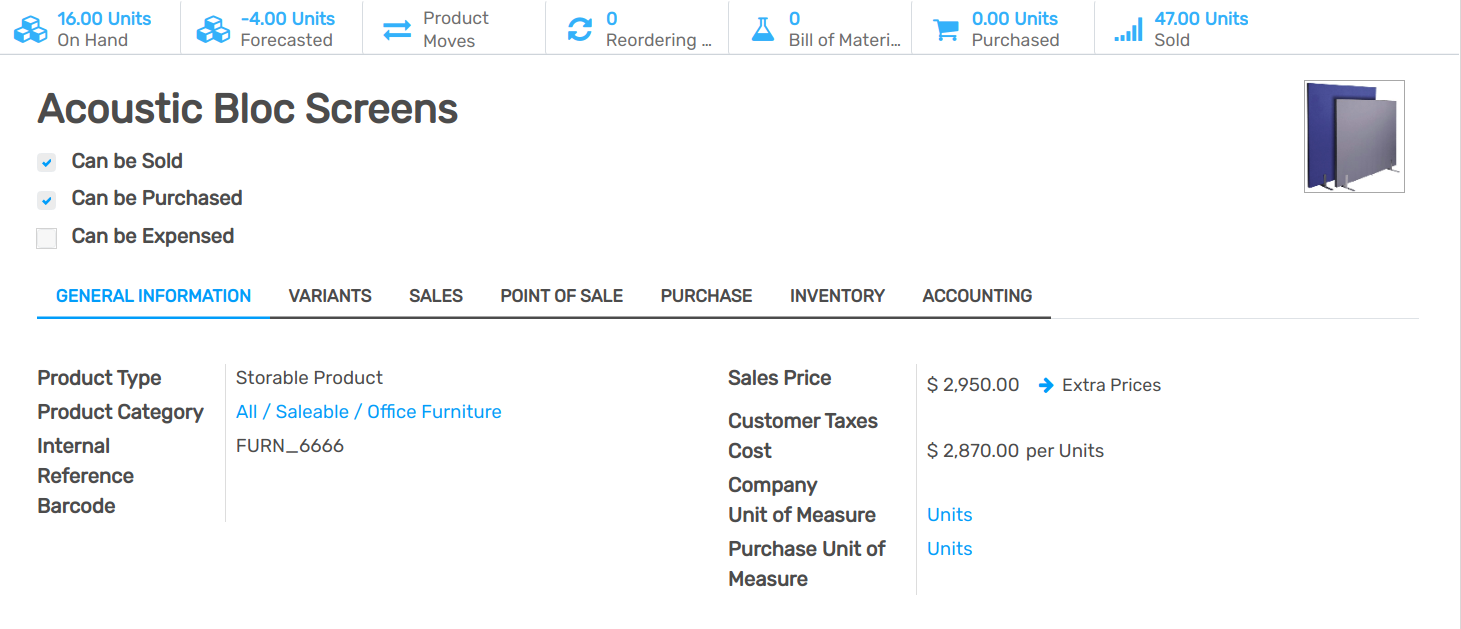 16.00 Units
On Hand
-4.00 Units
Forecasted
Product
Moves
0
Reordering ...
0
Bill of Materi...
0.00 Units
Purchased
47.00 Units
Sold
Acoustic Bloc Screens
Can be Sold
Can be Purchased
Can be Expensed
GENERAL INFORMATION VARIANTS SALES POINT OF SALE PURCHASE INVENTORY ACCOUNTING
Product Type Storable Product
Product Category All / Saleable / Office Furniture
Internal FURN_6666
Reference
Barcode
Sales Price $ 2,950.00 Extra Prices
Customer Taxes
Cost $ 2,870.00 per Units
Company
Unit of Measure Units
Purchase Unit of Units
Measure